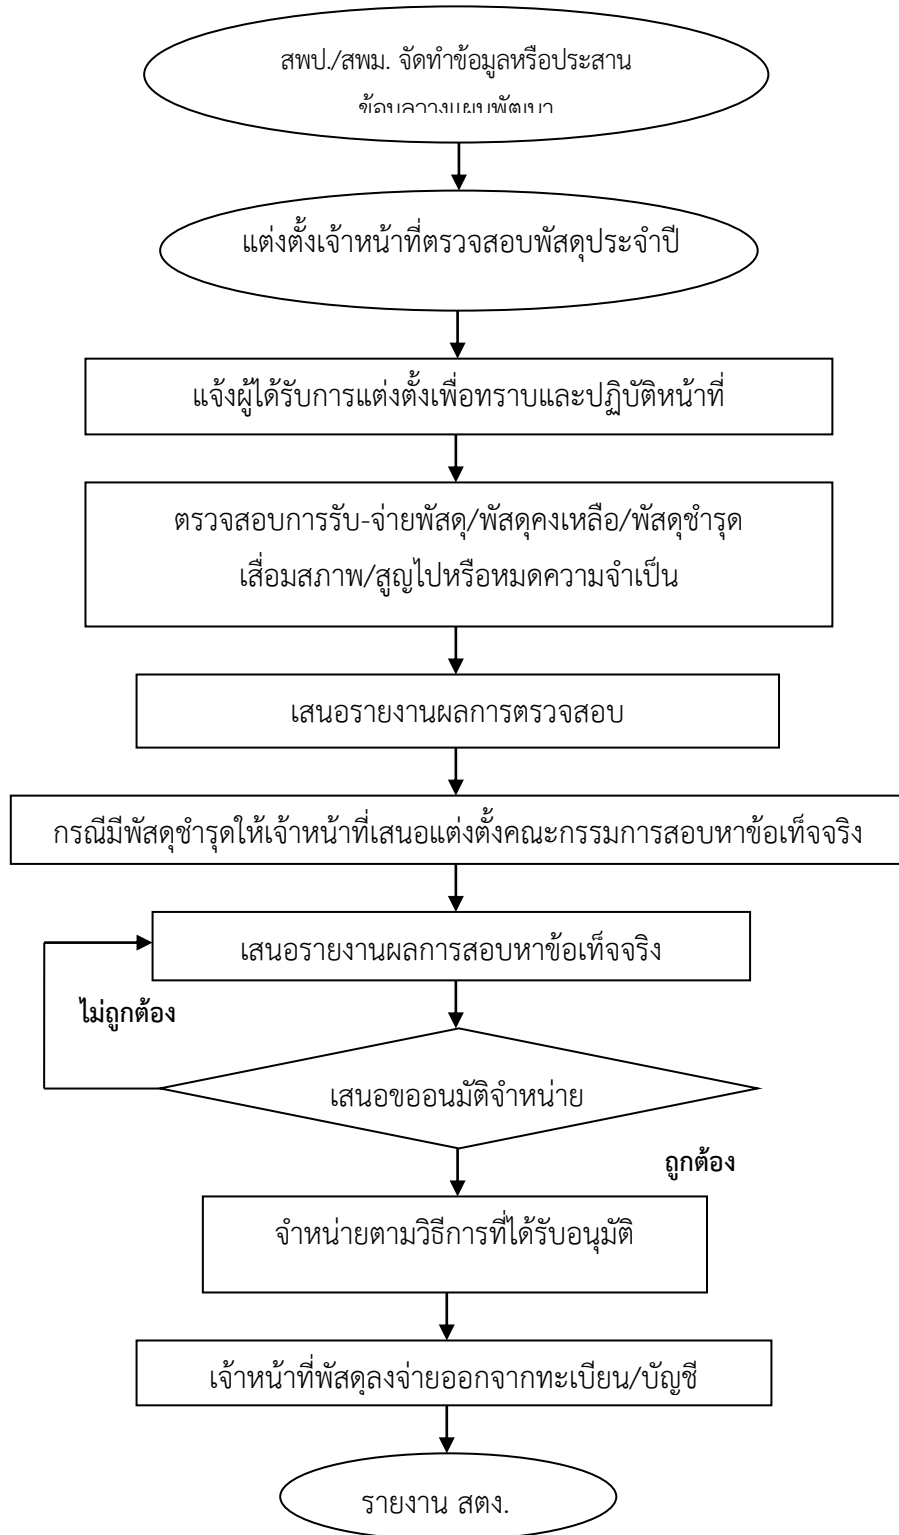 สพป./สพม. จัดทำข้อมูลหรือประสาน
แต่งตั้งเจ้าหน้าที่ตรวจสอบพัสดุประจำปี
แจ้งผู้ได้รับการแต่งตั้งเพื่อทราบและปฏิบัติหน้าที่
ตรวจสอบการรับ-จ่ายพัสดุ/พัสดุคงเหลือ/พัสดุชำรุด
เสื่อมสภาพ/สูญไปหรือหมดความจำเป็น
เสนอรายงานผลการตรวจสอบ
กรณีมีพัสดุชำรุดให้เจ้าหน้าที่เสนอแต่งตั้งคณะกรรมการสอบหาข้อเท็จจริง
เสนอรายงานผลการสอบหาข้อเท็จจริง
ไม่ถูกต้อง
เสนอขออนมัติจำหน่าย
ถูกต้อง
จำหน่ายตามวิธีการที่ได้รับอนุมัติ
เจ้าหน้าที่พัสดุลงจ่ายออกจากทะเบียน/บัญชี
รายงาน สตง.